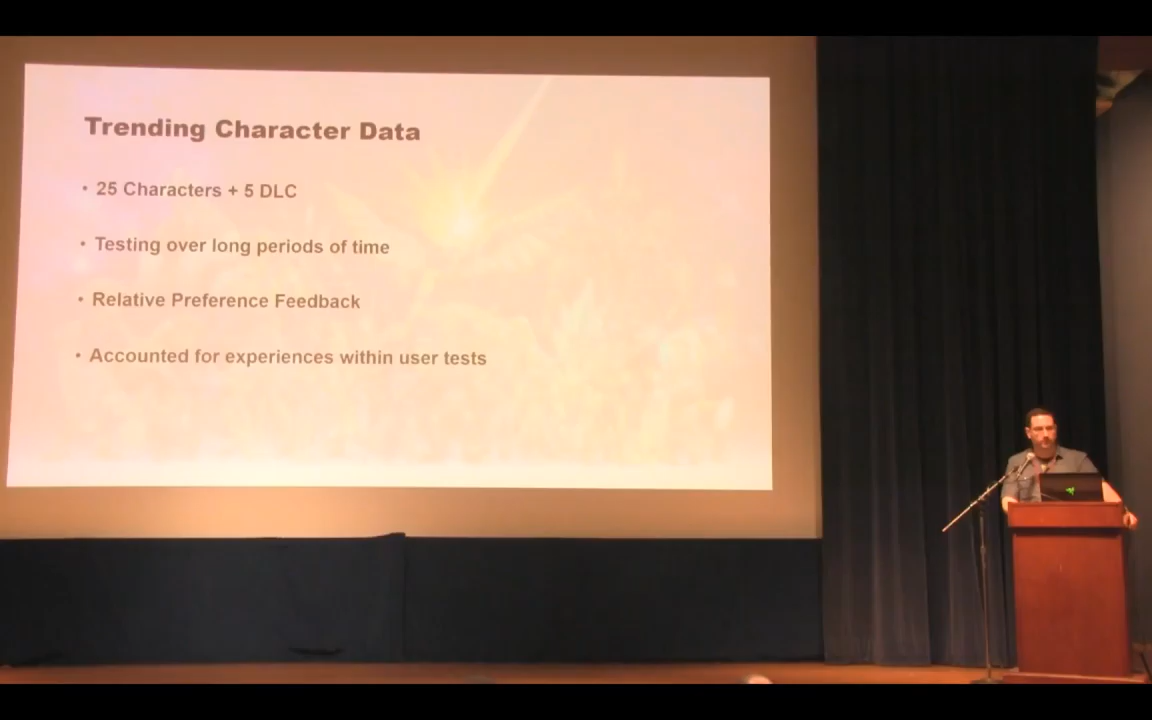 Trending Character Data
• 25 Characters + 5 DLC
• Testing over long periods of time
• Relative Preference Feedback
• Accounted for experiences within user tests